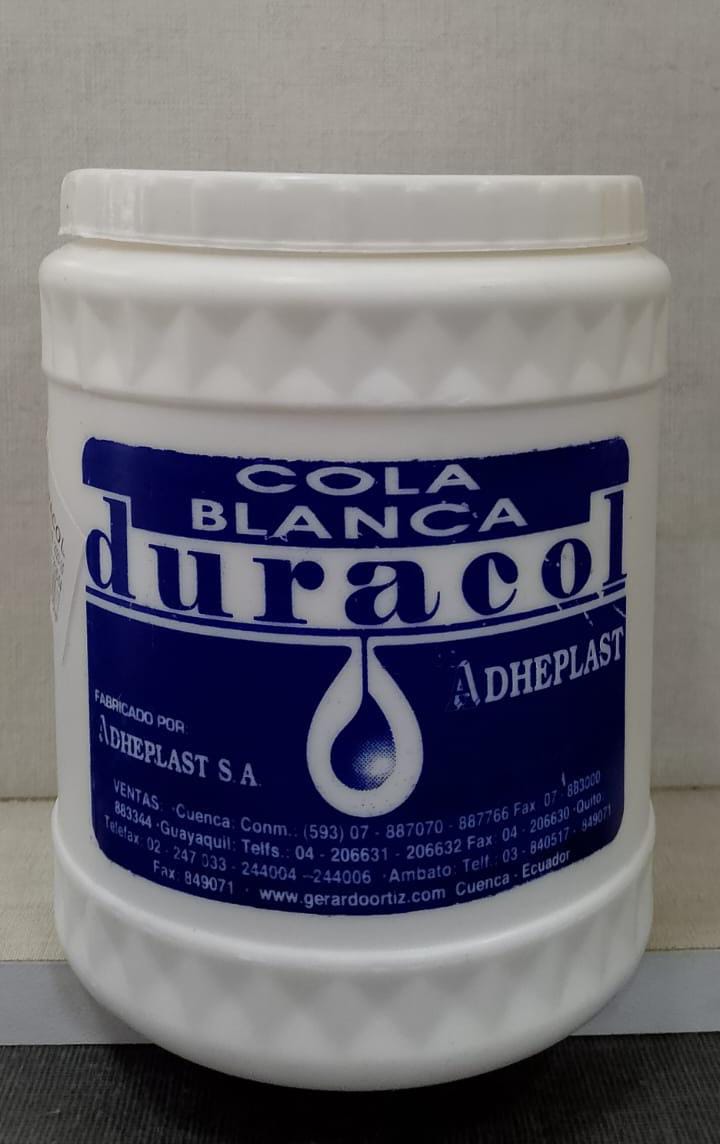 COLA
BLANCA
duracol
ADHEPLAST
FABRICADO POR:
ADHEPLAST S.A.
VENTAS: ·Cuenca: Conm.: (593) 07 - 887070 - 887766 Fax 07 - 883000
883344 ·Guayaquil: Telfs.: 04 - 206631 - 206632 Fax: 04 - 206630 ·Quito:
Telefax: 02 - 247 033 - 244004 – 244006 ·Ambato: Telf.: 03 - 840517 - 849071
Fax: 849071 · www.gerardoortiz.com Cuenca - Ecuador